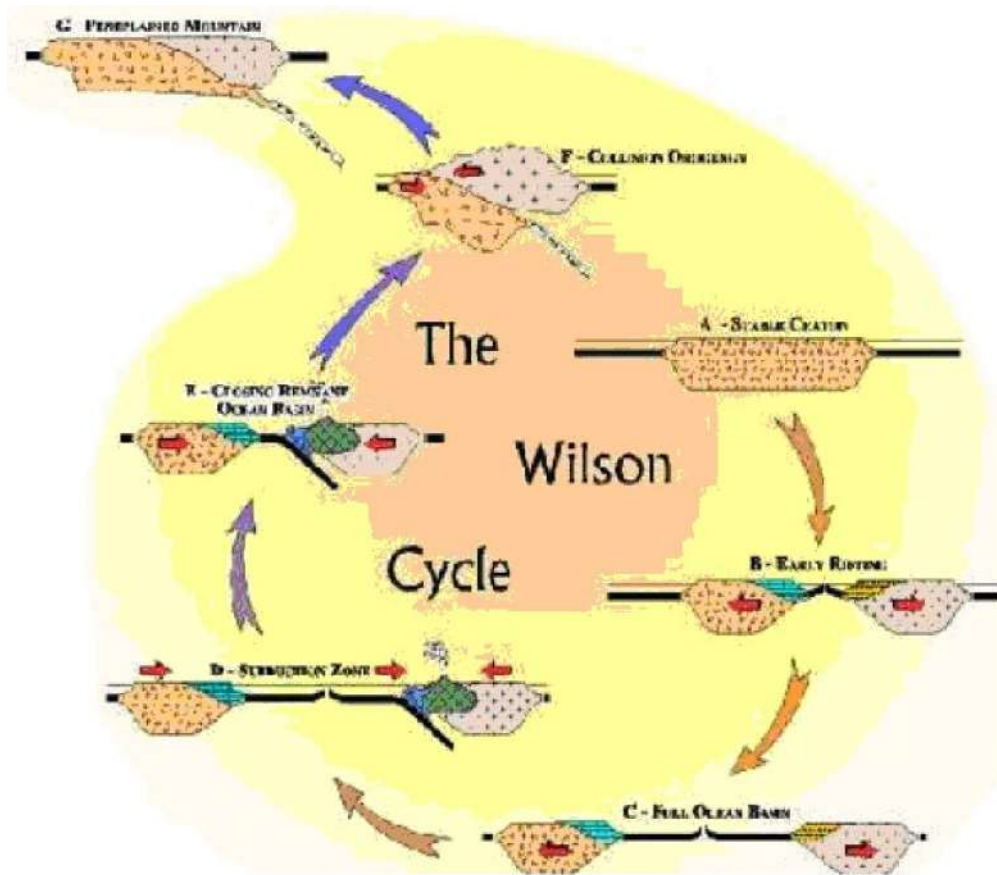 G - PENEPLAINED MOUNTAIN
F - COLLISION OROGENY
A - STABLE CRATON
The
E - CLOSING REMNANT
OCEAN BASIN
Wilson
B - EARLY RIFTING
Cycle
D - SUBDUCTION ZONE
C - FULL OCEAN BASIN